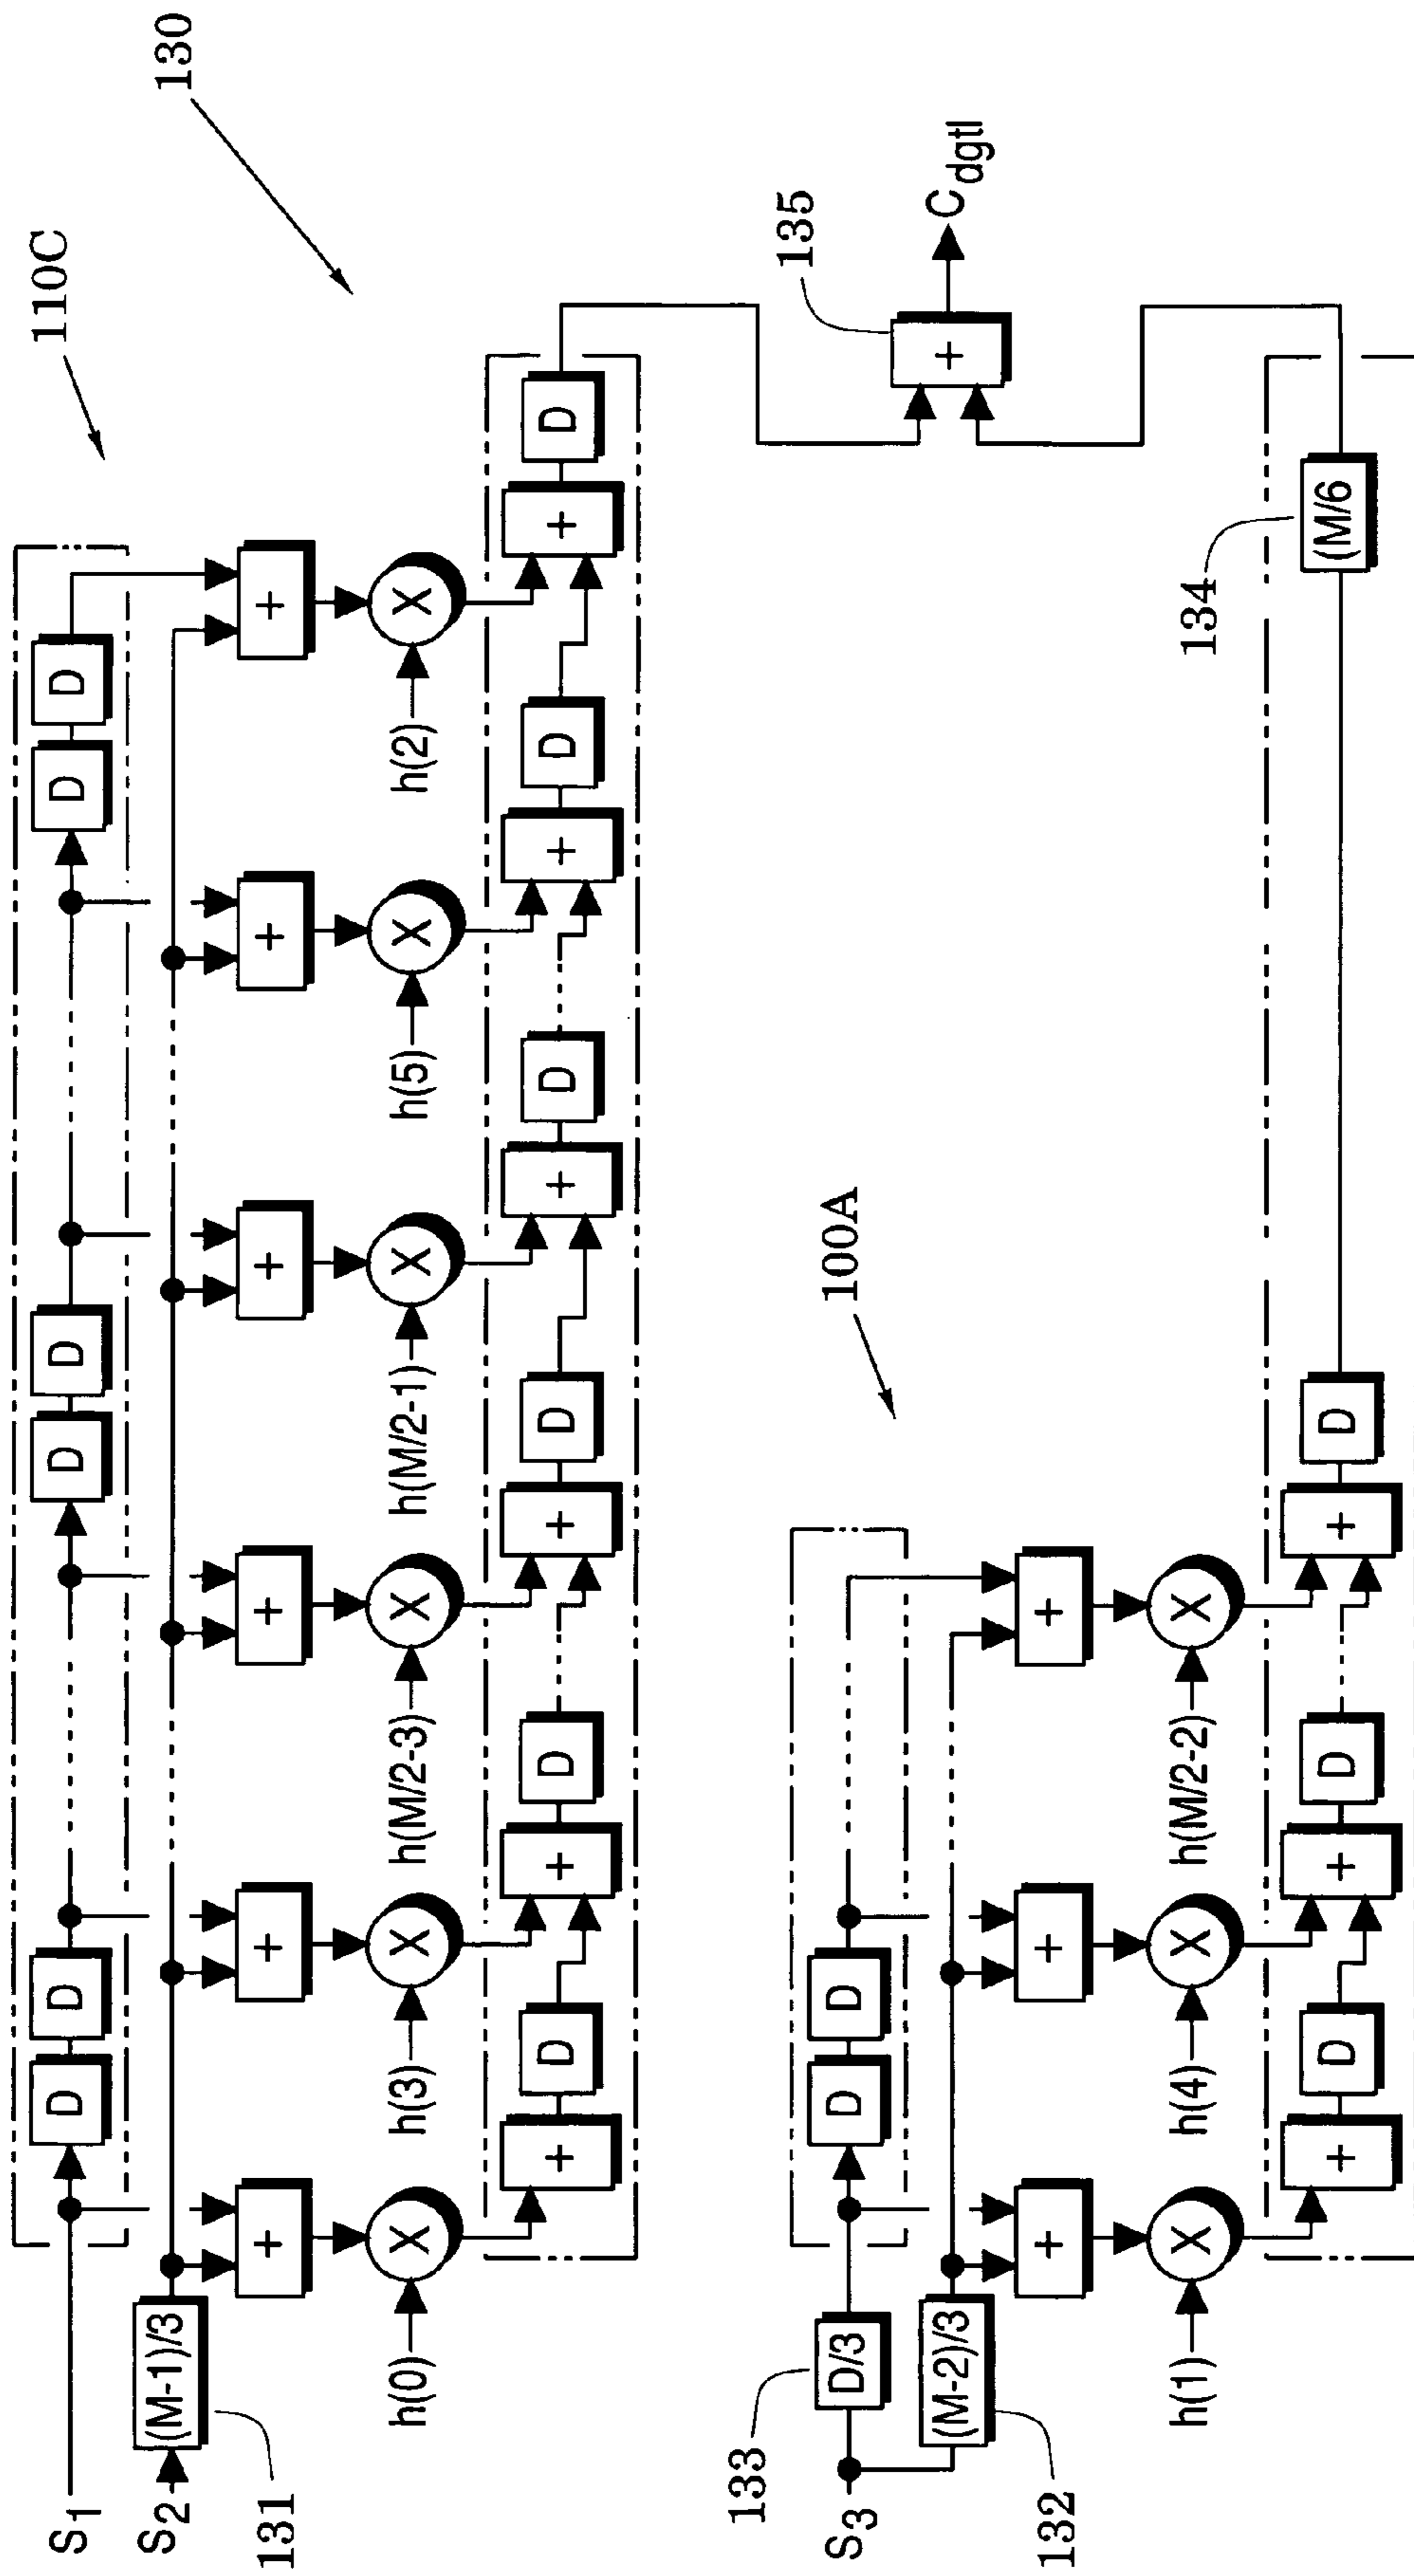 130
110C
S1
D D D D D D
S2
(M-1)/3
131
+ + + + + +
X X X X X X
h(0) h(3) h(M/2-3) h(M/2-1) h(5) h(2)
+ D + D + D + D + D + D
135
+
Cdgtl
100A
133
S3
D/3
D D
(M-2)/3
132
+ + +
X X X
h(1) h(4) h(M/2-2)
134
+ D + D + D (M/6